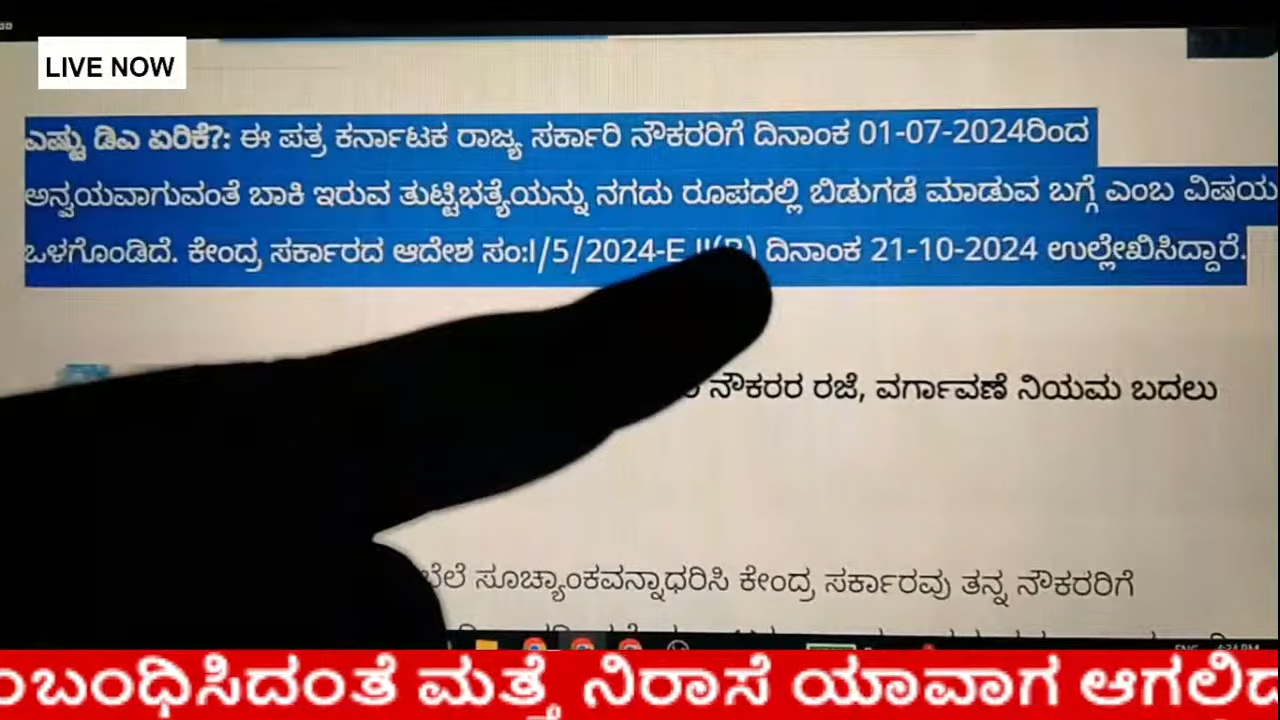 LIVE NOW
ಎಷ್ಟು ಡಿಎ ಏರಿಕೆ?: ಈ ಪತ್ರ ಕರ್ನಾಟಕ ರಾಜ್ಯ ಸರ್ಕಾರಿ ನೌಕರರಿಗೆ ದಿನಾಂಕ 01-07-2024ರಿಂದ
ಅನ್ವಯವಾಗುವಂತೆ ಬಾಕಿ ಇರುವ ತುಟ್ಟಿಭತ್ಯೆಯನ್ನು ನಗದು ರೂಪದಲ್ಲಿ ಬಿಡುಗಡೆ ಮಾಡುವ ಬಗ್ಗೆ ಎಂಬ ವಿಷಯ
ಒಳಗೊಂಡಿದೆ. ಕೇಂದ್ರ ಸರ್ಕಾರದ ಆದೇಶ ಸಂ:I/5/2024-E II(B) ದಿನಾಂಕ 21-10-2024 ಉಲ್ಲೇಖಿಸಿದ್ದಾರೆ.
ನೌಕರರ ರಜೆ, ವರ್ಗಾವಣೆ ನಿಯಮ ಬದಲು
ಬೆಲೆ ಸೂಚ್ಯಾಂಕವನ್ನಾಧರಿಸಿ ಕೇಂದ್ರ ಸರ್ಕಾರವು ತನ್ನ ನೌಕರರಿಗೆ
ಂಬಂಧಿಸಿದಂತೆ ಮತ್ತೆ ನಿರಾಸೆ ಯಾವಾಗ ಆಗಲಿದ